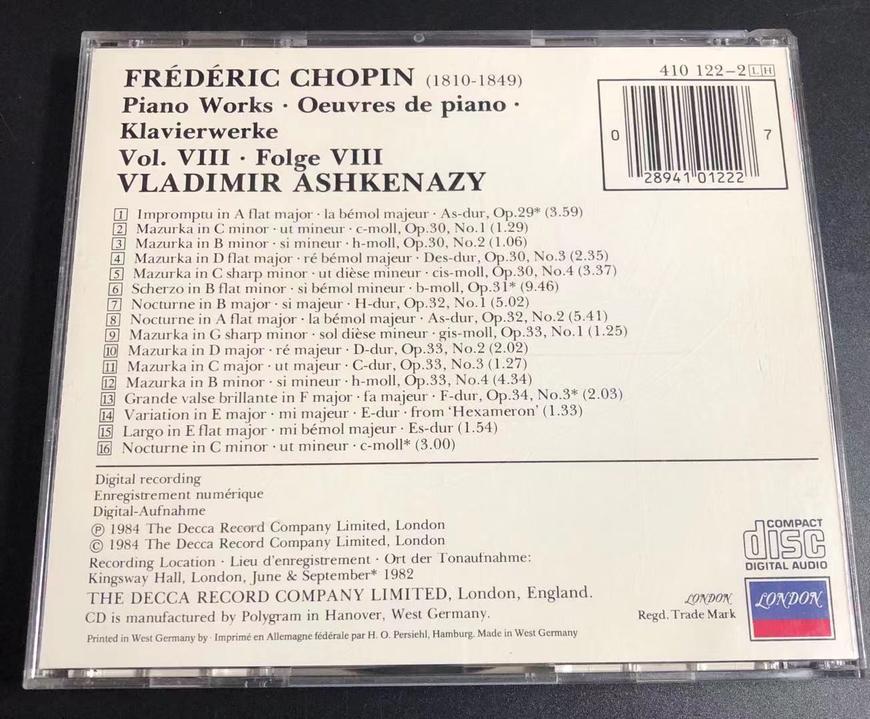 FRÉDÉRIC CHOPIN (1810-1849)
410 122-2 LH
Piano Works · Oeuvres de piano ·
Klavierwerke
Vol. VIII · Folge VIII
VLADIMIR ASHKENAZY
0 28941 01222 7
1 Impromptu in A flat major · la bémol majeur · As-dur, Op.29* (3.59)
2 Mazurka in C minor · ut mineur · c-moll, Op.30, No.1 (1.29)
3 Mazurka in B minor · si mineur · h-moll, Op.30, No.2 (1.06)
4 Mazurka in D flat major · ré bémol majeur · Des-dur, Op.30, No.3 (2.35)
5 Mazurka in C sharp minor · ut dièse mineur · cis-moll, Op.30, No.4 (3.37)
6 Scherzo in B flat minor · si bémol mineur · b-moll, Op.31* (9.46)
7 Nocturne in B major · si majeur · H-dur, Op.32, No.1 (5.02)
8 Nocturne in A flat major · la bémol majeur · As-dur, Op.32, No.2 (5.41)
9 Mazurka in G sharp minor · sol dièse mineur · gis-moll, Op.33, No.1 (1.25)
10 Mazurka in D major · ré majeur · D-dur, Op.33, No.2 (2.02)
11 Mazurka in C major · ut majeur · C-dur, Op.33, No.3 (1.27)
12 Mazurka in B minor · si mineur · h-moll, Op.33, No.4 (4.34)
13 Grande valse brillante in F major · fa majeur · F-dur, Op.34, No.3* (2.03)
14 Variation in E major · mi majeur · E-dur · from ‘Hexameron’ (1.33)
15 Largo in E flat major · mi bémol majeur · Es-dur (1.54)
16 Nocturne in C minor · ut mineur · c-moll* (3.00)
Digital recording
Enregistrement numérique
Digital-Aufnahme
℗ 1984 The Decca Record Company Limited, London
© 1984 The Decca Record Company Limited, London
Recording Location · Lieu d'enregistrement · Ort der Tonaufnahme:
Kingsway Hall, London, June & September* 1982
THE DECCA RECORD COMPANY LIMITED, London, England.
CD is manufactured by Polygram in Hanover, West Germany.
Printed in West Germany by · Imprimé en Allemagne fédérale par H. O. Persiehl, Hamburg. Made in West Germany
COMPACT
disc
DIGITAL AUDIO
LONDON
Regd. Trade Mark
LONDON